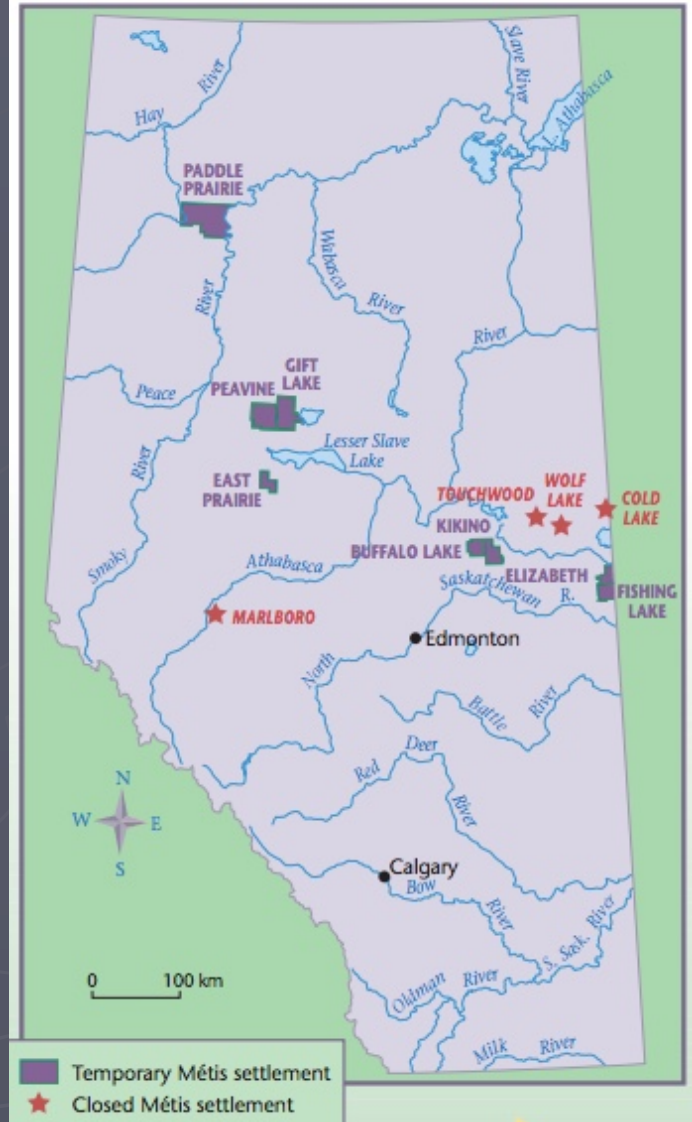 Slave River
L. Athabasca
River
Hay
PADDLE
PRAIRIE
Wabasca
River
River
River
Peace
GIFT
LAKE
PEAVINE
Lesser Slave
Lake
EAST
PRAIRIE
River
Smoky
TOUCHWOOD
WOLF
LAKE
COLD
LAKE
KIKINO
BUFFALO LAKE
Athabasca
ELIZABETH
Saskatchewan
R.
FISHING
LAKE
MARLBORO
Edmonton
North
Battle
River
Red
Deer
River
N
W
E
S
Calgary
Bow
River
S. Sask. River
Oldman
River
Milk
River
0 100 km
Temporary Métis settlement
Closed Métis settlement